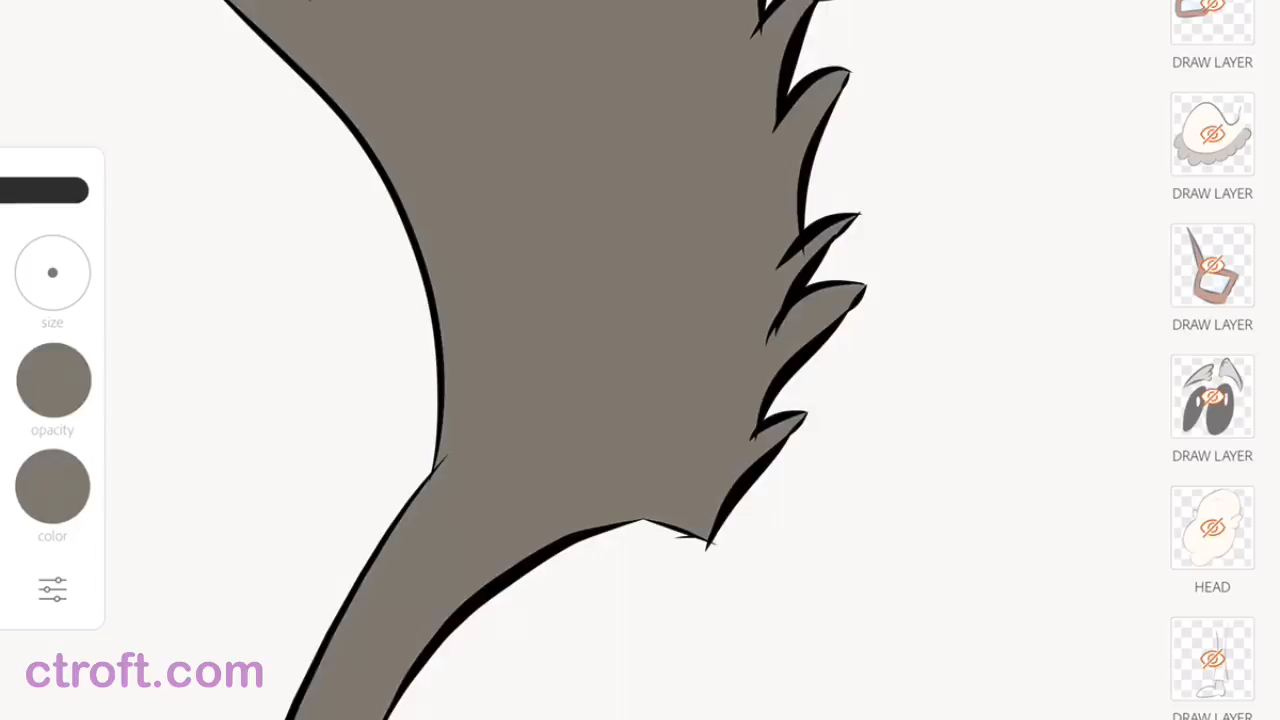 size
opacity
color
ctroft.com
DRAW LAYER
DRAW LAYER
DRAW LAYER
DRAW LAYER
HEAD
DRAW LAYER